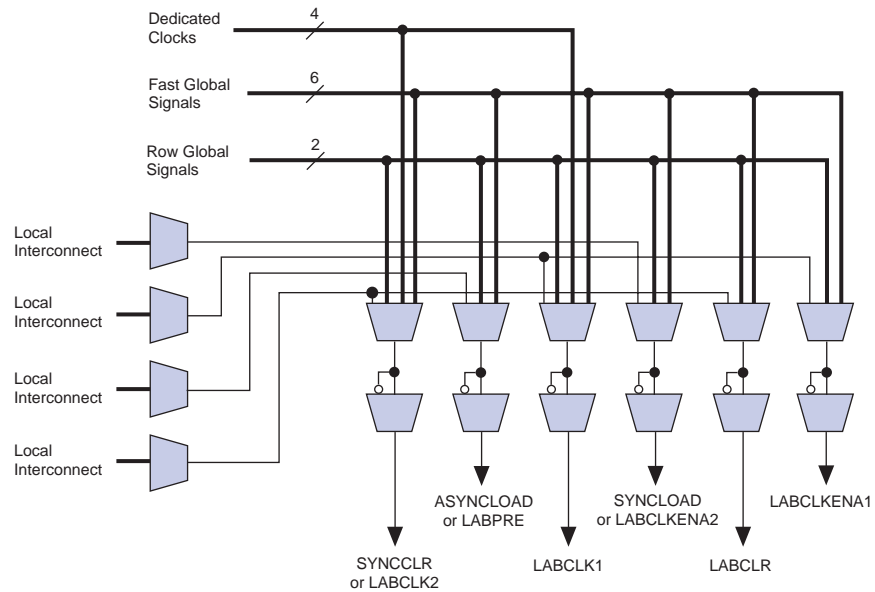 Dedicated
Clocks
4
Fast Global
Signals
6
Row Global
Signals
2
Local
Interconnect
Local
Interconnect
Local
Interconnect
Local
Interconnect
ASYNCLOAD
or LABPRE
SYNCLOAD
or LABCLKENA2
LABCLKENA1
SYNCCLR
or LABCLK2
LABCLK1
LABCLR